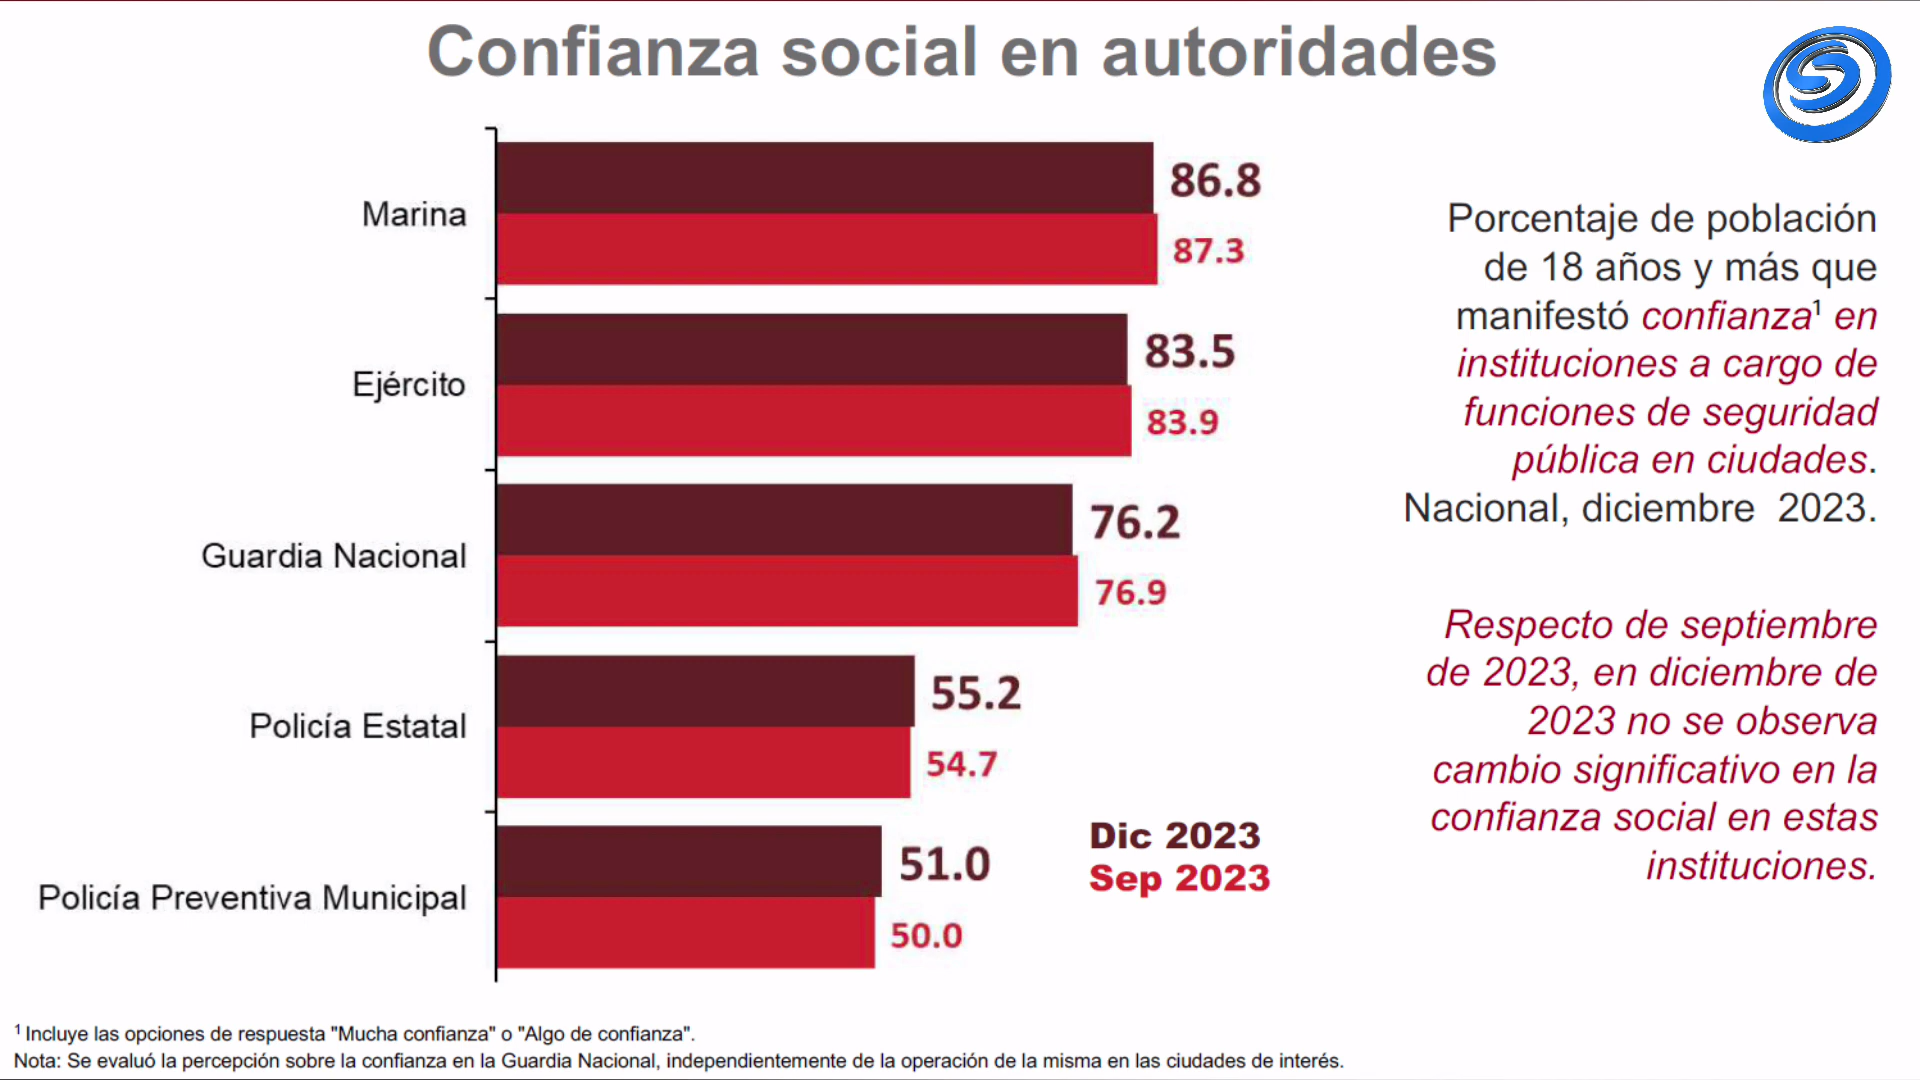 Confianza social en autoridades
Marina
86.8
87.3
Ejército
83.5
83.9
Guardia Nacional
76.2
76.9
Policía Estatal
55.2
54.7
Policía Preventiva Municipal
51.0
50.0
Dic 2023
Sep 2023
Porcentaje de población
de 18 años y más que
manifestó confianza¹ en
instituciones a cargo de
funciones de seguridad
pública en ciudades.
Nacional, diciembre 2023.
Respecto de septiembre
de 2023, en diciembre de
2023 no se observa
cambio significativo en la
confianza social en estas
instituciones.
¹ Incluye las opciones de respuesta "Mucha confianza" o "Algo de confianza".
Nota: Se evaluó la percepción sobre la confianza en la Guardia Nacional, independientemente de la operación de la misma en las ciudades de interés.